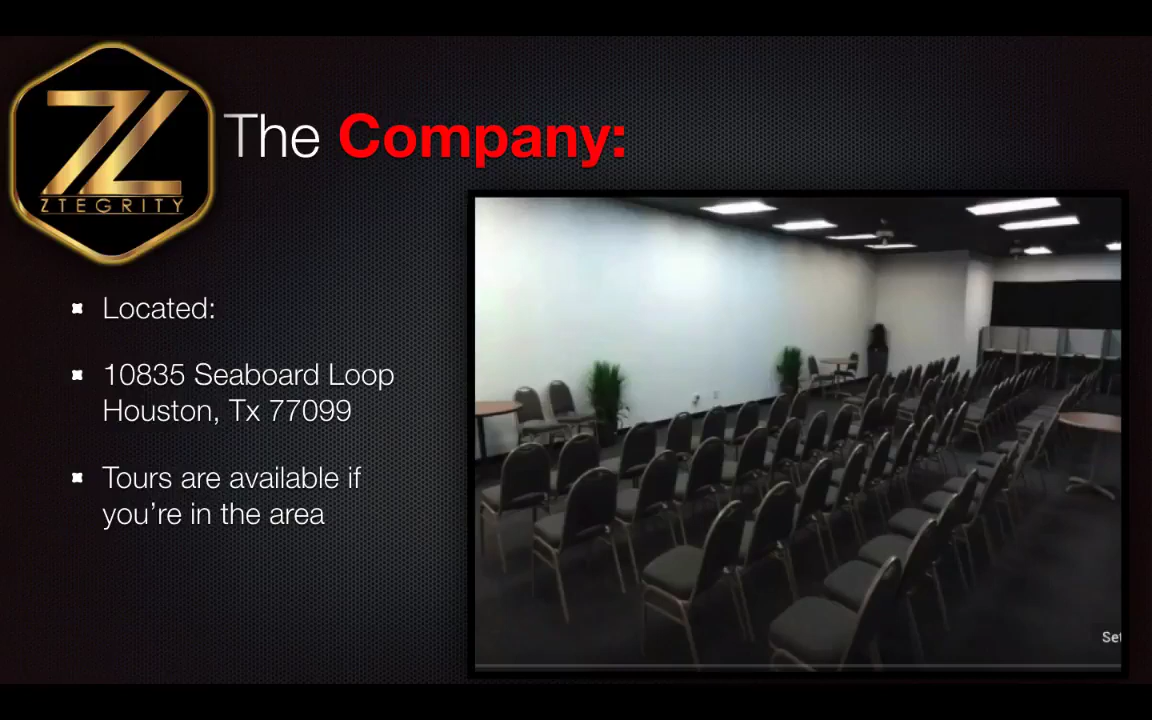 The Company:
ZTEGRITY
Located:
10835 Seaboard Loop
Houston, Tx 77099
Tours are available if
you’re in the area